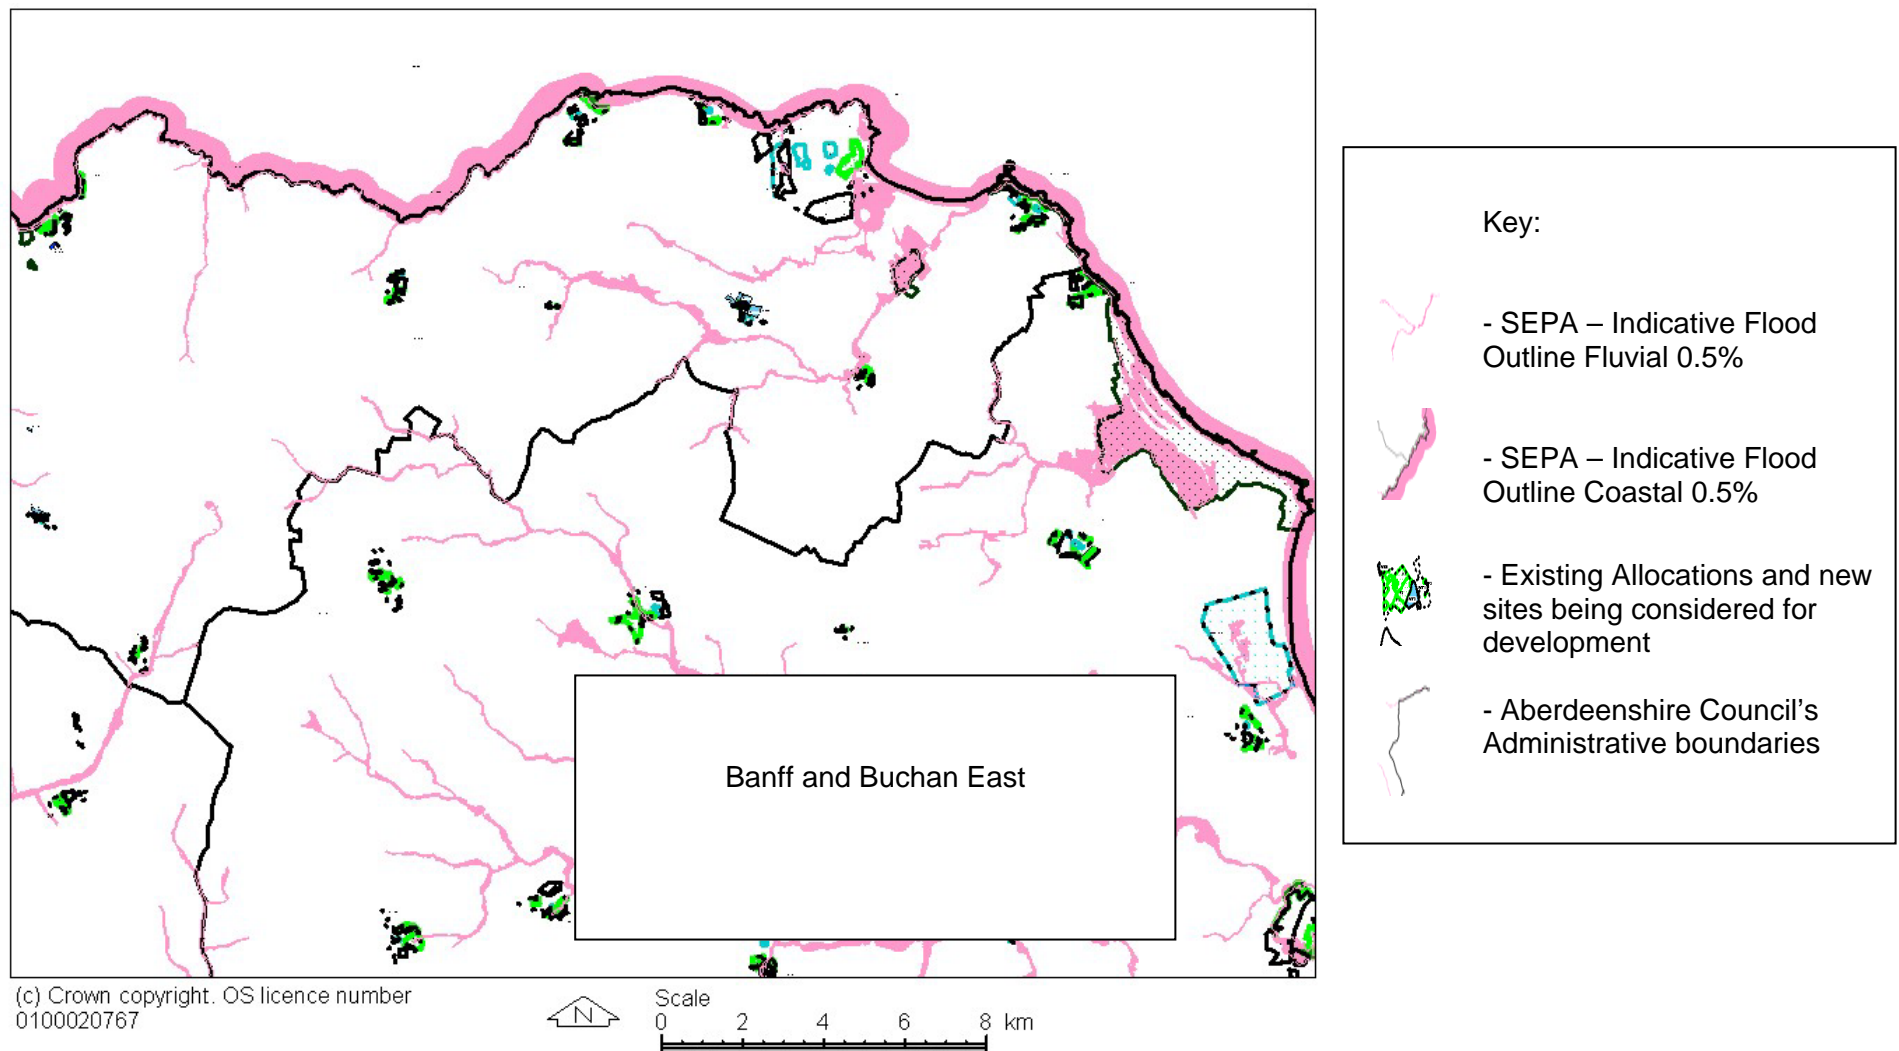 Banff and Buchan East
Key:
- SEPA – Indicative Flood
Outline Fluvial 0.5%
- SEPA – Indicative Flood
Outline Coastal 0.5%
- Existing Allocations and new
sites being considered for
development
- Aberdeenshire Council's
Administrative boundaries
(c) Crown copyright. OS licence number
0100020767
N
Scale
0 2 4 6 8 km